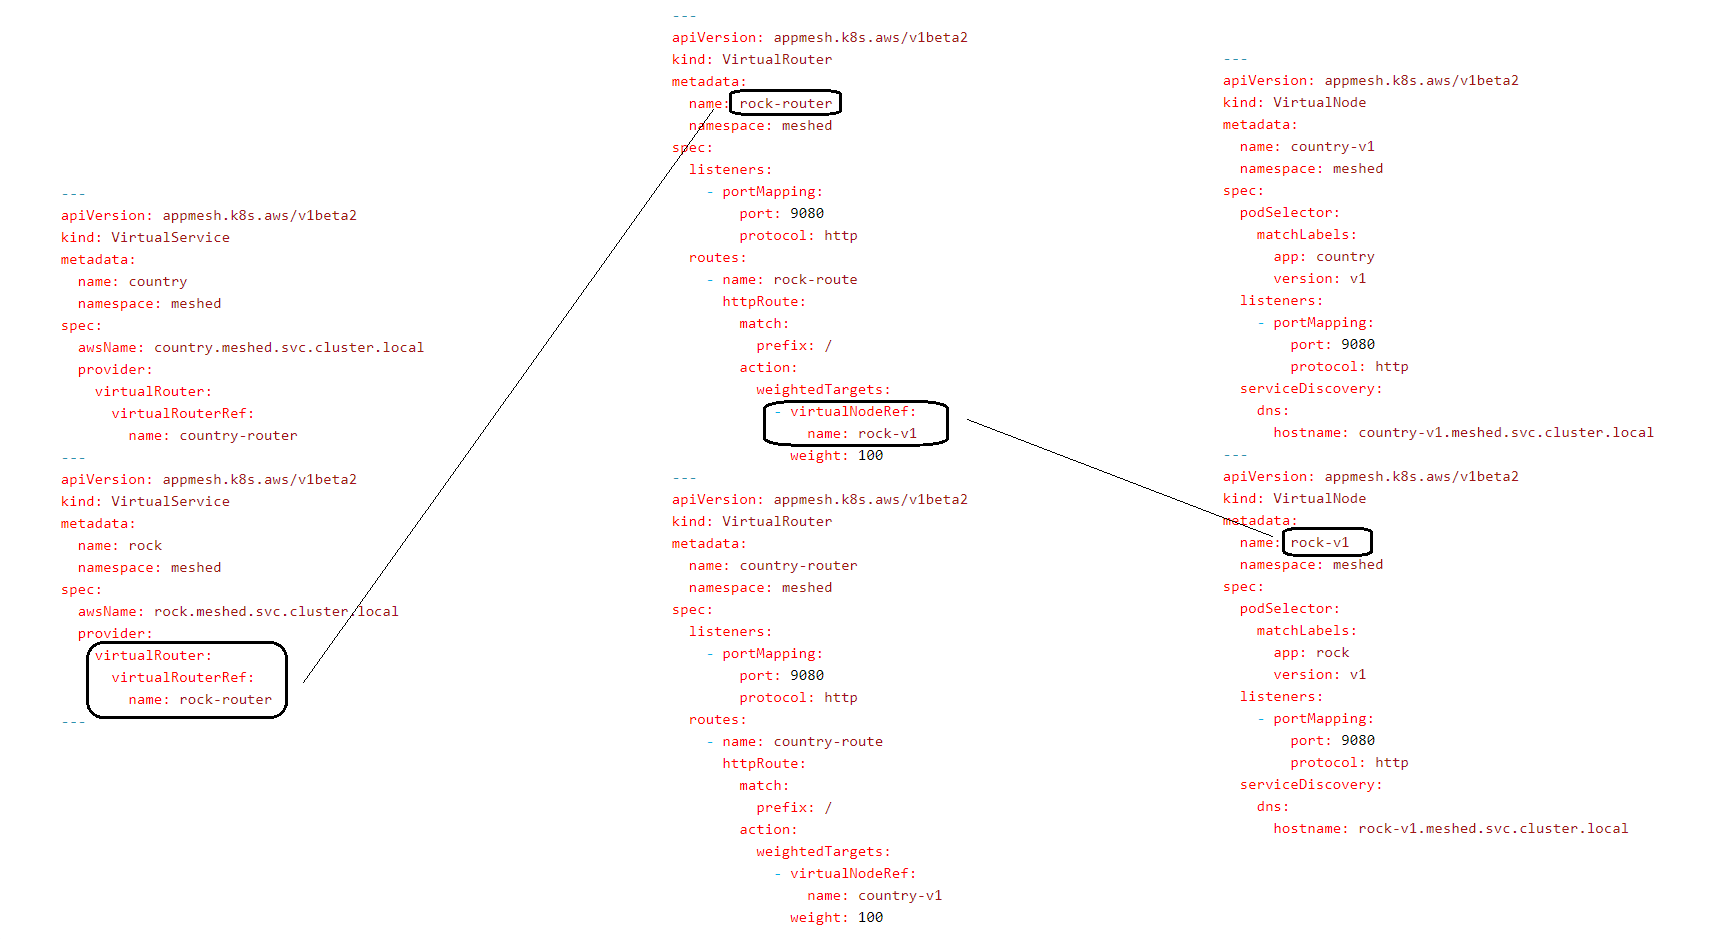 ---
apiVersion: appmesh.k8s.aws/v1beta2
kind: VirtualService
metadata:
  name: country
  namespace: meshed
spec:
  awsName: country.meshed.svc.cluster.local
  provider:
    virtualRouter:
      virtualRouterRef:
        name: country-router
---
apiVersion: appmesh.k8s.aws/v1beta2
kind: VirtualService
metadata:
  name: rock
  namespace: meshed
spec:
  awsName: rock.meshed.svc.cluster.local
  provider:
    virtualRouter:
      virtualRouterRef:
        name: rock-router
---
---
apiVersion: appmesh.k8s.aws/v1beta2
kind: VirtualRouter
metadata:
  name: rock-router
  namespace: meshed
spec:
  listeners:
    - portMapping:
        port: 9080
        protocol: http
  routes:
    - name: rock-route
      httpRoute:
        match:
          prefix: /
        action:
          weightedTargets:
            - virtualNodeRef:
                name: rock-v1
              weight: 100
---
apiVersion: appmesh.k8s.aws/v1beta2
kind: VirtualRouter
metadata:
  name: country-router
  namespace: meshed
spec:
  listeners:
    - portMapping:
        port: 9080
        protocol: http
  routes:
    - name: country-route
      httpRoute:
        match:
          prefix: /
        action:
          weightedTargets:
            - virtualNodeRef:
                name: country-v1
              weight: 100
---
apiVersion: appmesh.k8s.aws/v1beta2
kind: VirtualNode
metadata:
  name: country-v1
  namespace: meshed
spec:
  podSelector:
    matchLabels:
      app: country
      version: v1
  listeners:
    - portMapping:
        port: 9080
        protocol: http
  serviceDiscovery:
    dns:
      hostname: country-v1.meshed.svc.cluster.local
---
apiVersion: appmesh.k8s.aws/v1beta2
kind: VirtualNode
metadata:
  name: rock-v1
  namespace: meshed
spec:
  podSelector:
    matchLabels:
      app: rock
      version: v1
  listeners:
    - portMapping:
        port: 9080
        protocol: http
  serviceDiscovery:
    dns:
      hostname: rock-v1.meshed.svc.cluster.local